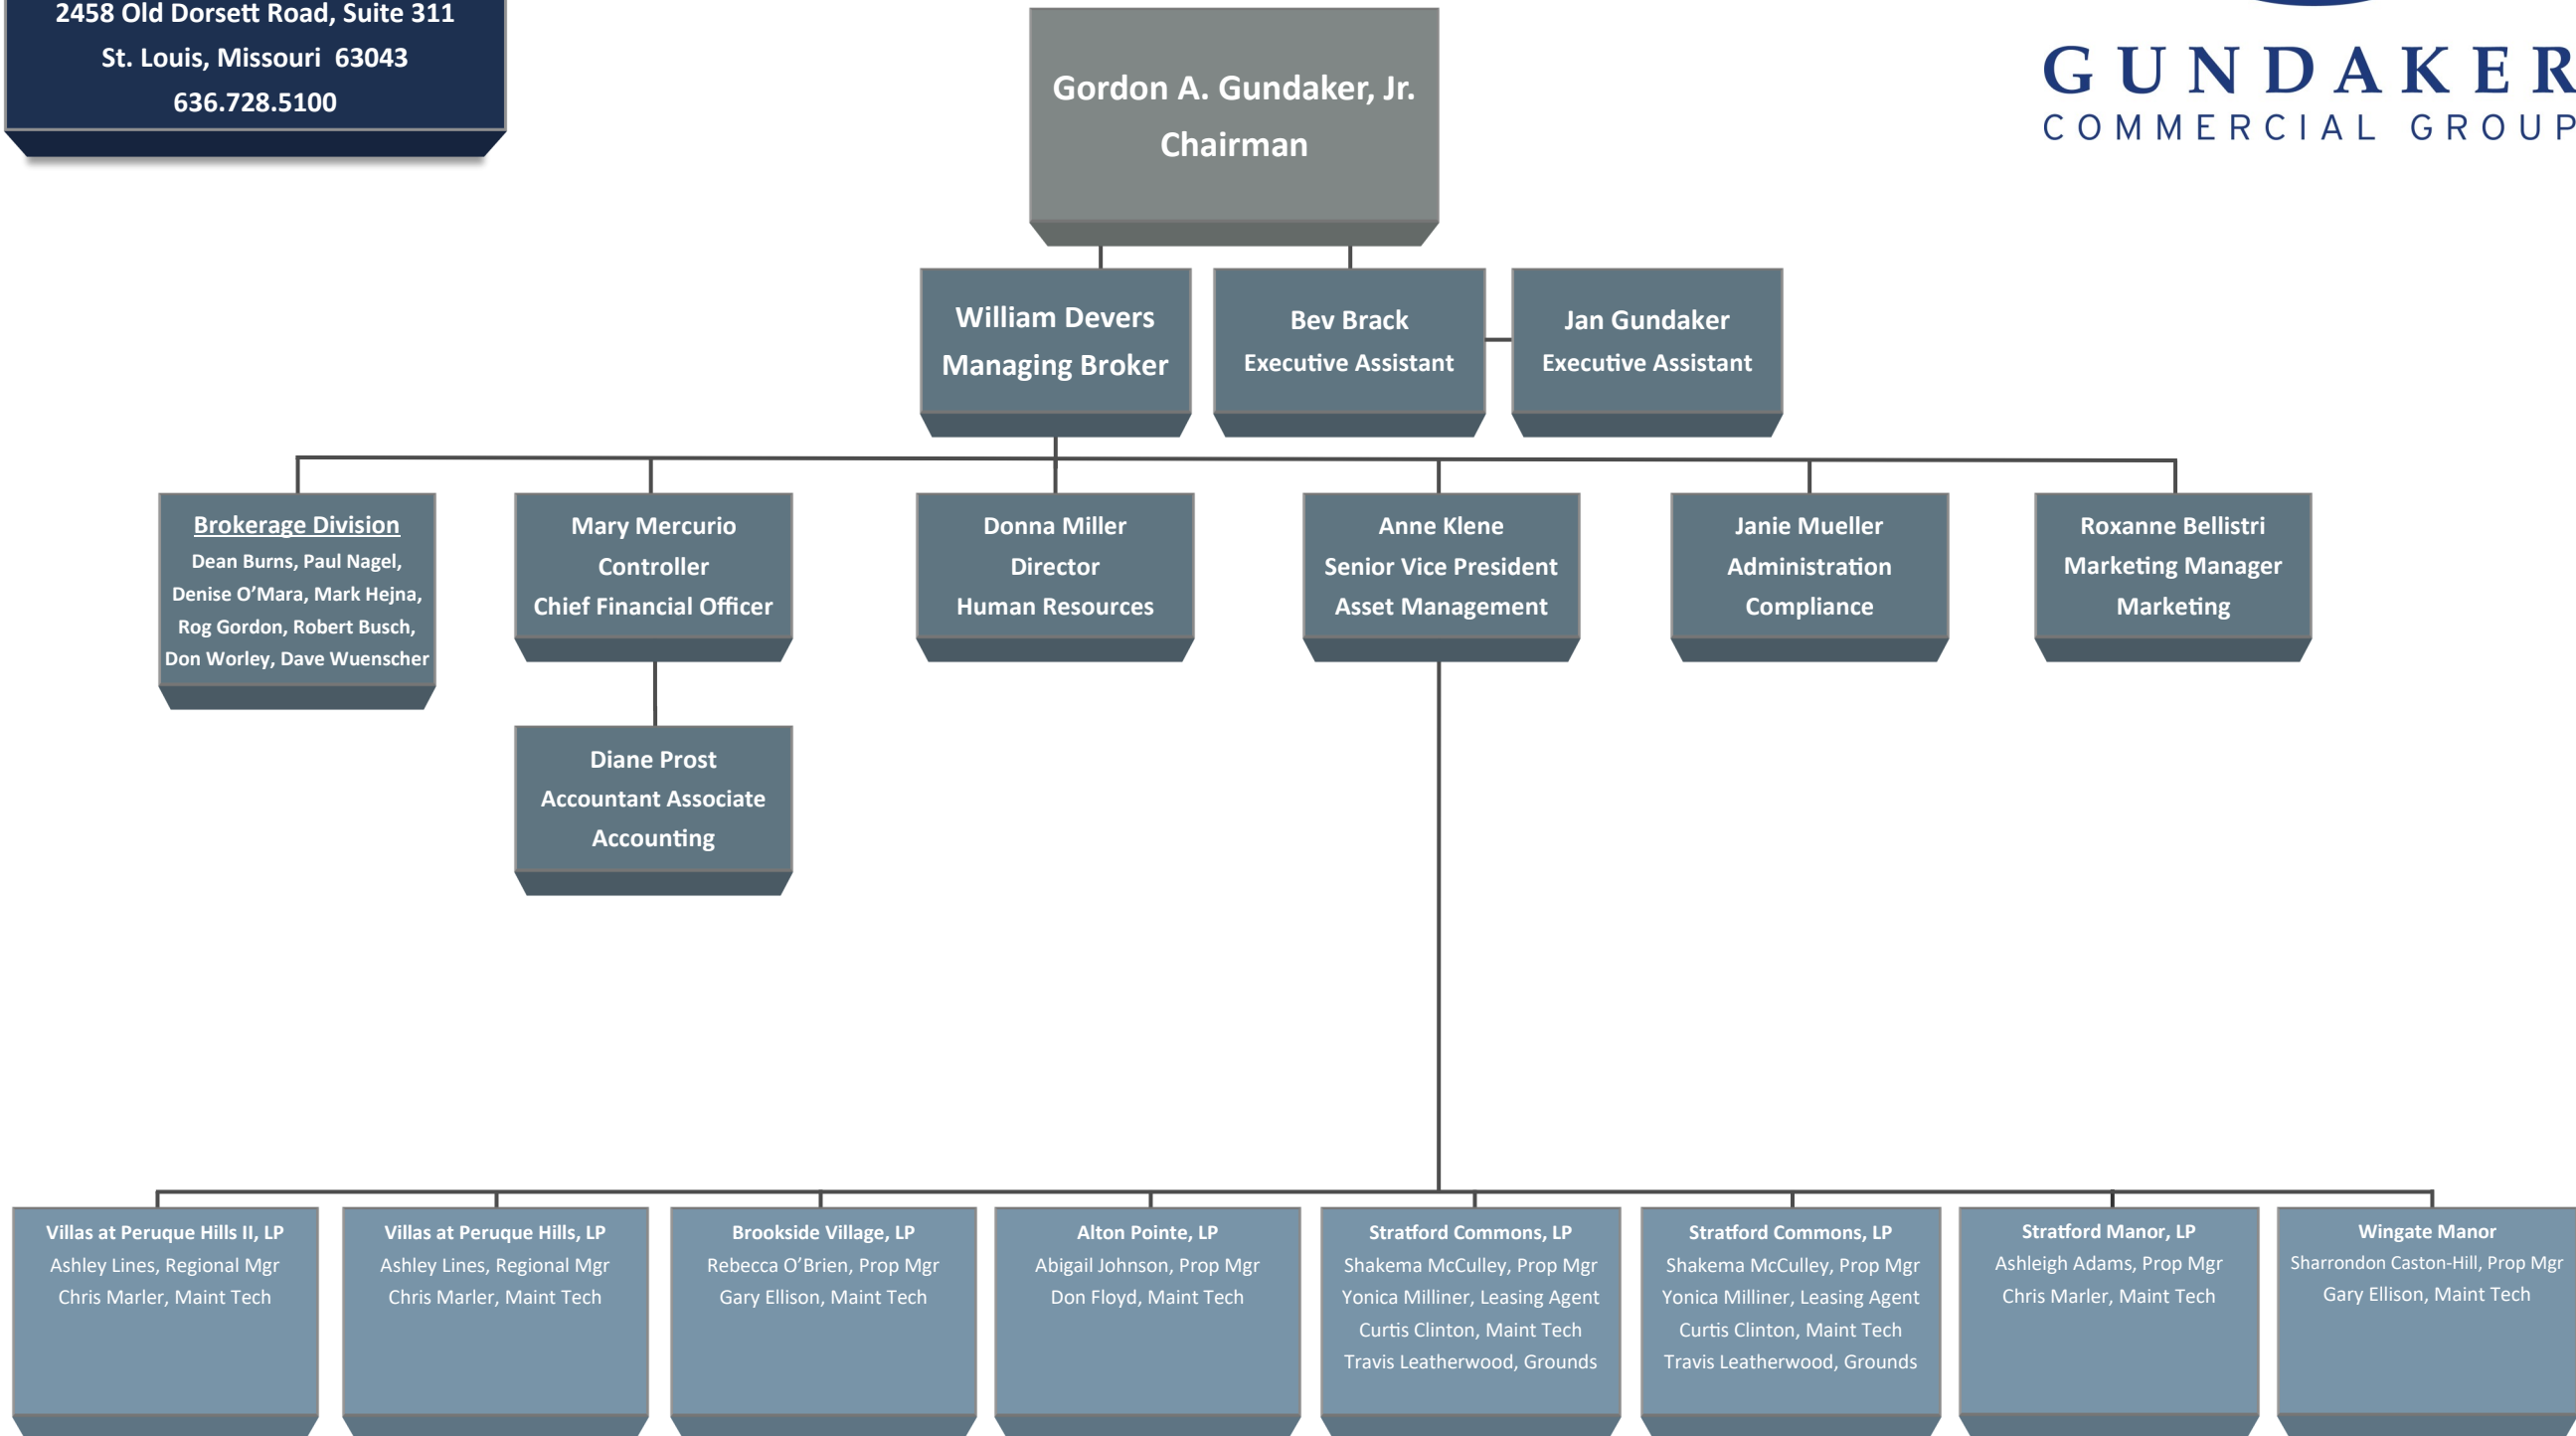 2458 Old Dorsett Road, Suite 311
St. Louis, Missouri 63043
636.728.5100
GUNDAKER
COMMERCIAL GROUP
Gordon A. Gundaker, Jr.
Chairman
William Devers
Managing Broker
Bev Brack
Executive Assistant
Jan Gundaker
Executive Assistant
Brokerage Division
Dean Burns, Paul Nagel,
Denise O’Mara, Mark Hejna,
Rog Gordon, Robert Busch,
Don Worley, Dave Wuenscher
Mary Mercurio
Controller
Chief Financial Officer
Donna Miller
Director
Human Resources
Anne Klene
Senior Vice President
Asset Management
Janie Mueller
Administration
Compliance
Roxanne Bellistri
Marketing Manager
Marketing
Diane Prost
Accountant Associate
Accounting
Villas at Peruque Hills II, LP
Ashley Lines, Regional Mgr
Chris Marler, Maint Tech
Villas at Peruque Hills, LP
Ashley Lines, Regional Mgr
Chris Marler, Maint Tech
Brookside Village, LP
Rebecca O’Brien, Prop Mgr
Gary Ellison, Maint Tech
Alton Pointe, LP
Abigail Johnson, Prop Mgr
Don Floyd, Maint Tech
Stratford Commons, LP
Shakema McCulley, Prop Mgr
Yonica Milliner, Leasing Agent
Curtis Clinton, Maint Tech
Travis Leatherwood, Grounds
Stratford Commons, LP
Shakema McCulley, Prop Mgr
Yonica Milliner, Leasing Agent
Curtis Clinton, Maint Tech
Travis Leatherwood, Grounds
Stratford Manor, LP
Ashleigh Adams, Prop Mgr
Chris Marler, Maint Tech
Wingate Manor
Sharrondon Caston-Hill, Prop Mgr
Gary Ellison, Maint Tech